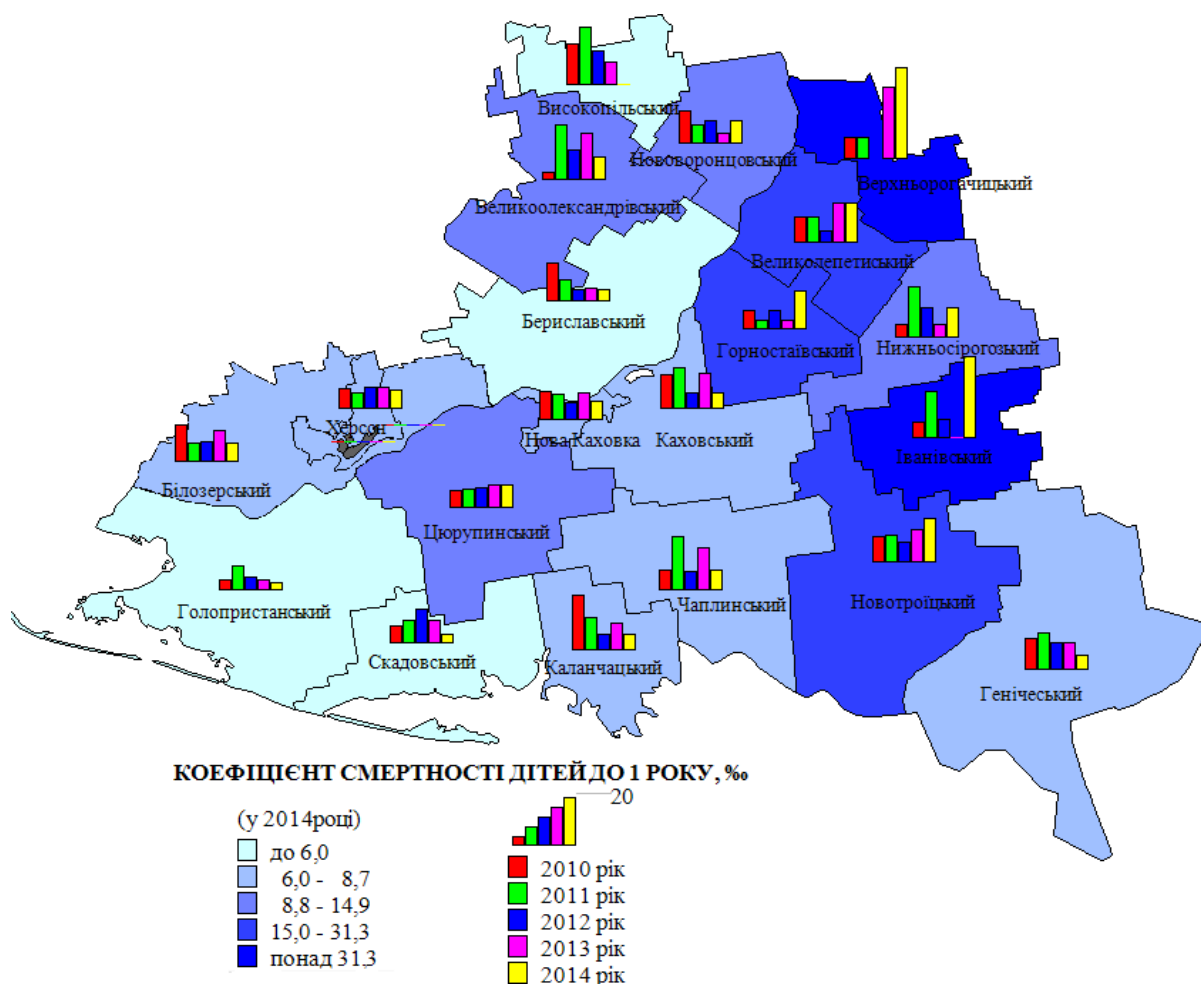 Високопільський
Нововоронцовський
Верхньорогачицький
Великоолександрівський
Великолепетиський
Бериславський
Горностаївський
Нижньосірогозький
Херсон
Нова Каховка
Каховський
Іванівський
Білозерський
Цюрупинський
Голопристанський
Чаплинський
Новотроїцький
Скадовський
Каланчацький
Генічеський
КОЕФІЦІЄНТ СМЕРТНОСТІ ДІТЕЙ ДО 1 РОКУ, ‰
(у 2014році)
до 6,0
6,0 - 8,7
8,8 - 14,9
15,0 - 31,3
понад 31,3
20
2010 рік
2011 рік
2012 рік
2013 рік
2014 рік